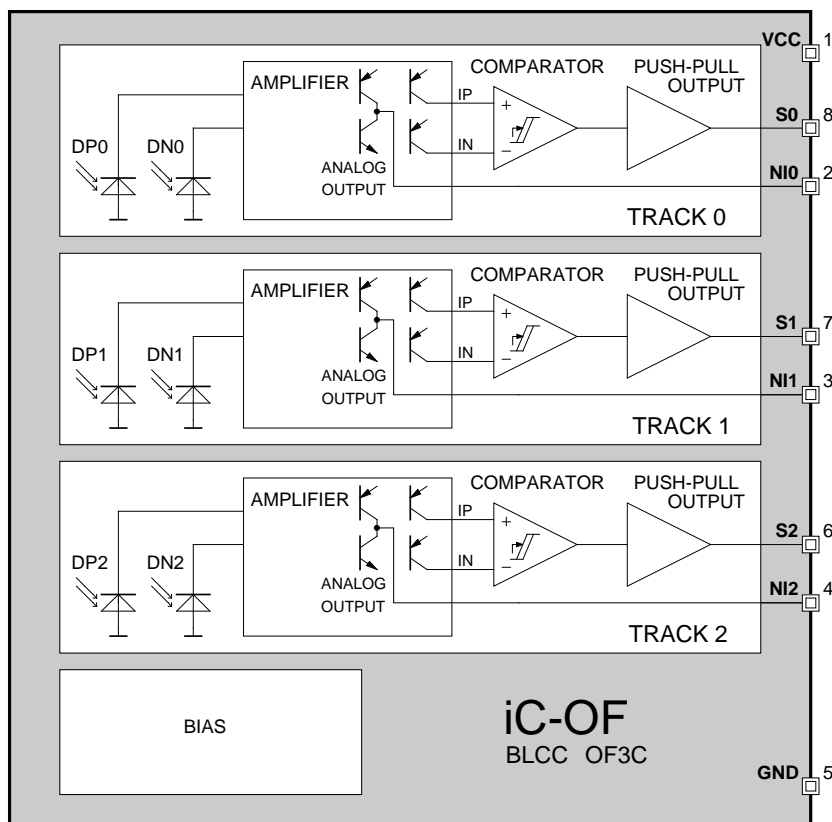 VCC 1
AMPLIFIER COMPARATOR PUSH-PULL
OUTPUT
IP
+
S0 8
DP0 DN0
IN
−
ANALOG
OUTPUT
NI0 2
TRACK 0
AMPLIFIER COMPARATOR PUSH-PULL
OUTPUT
IP
+
S1 7
DP1 DN1
IN
−
ANALOG
OUTPUT
NI1 3
TRACK 1
AMPLIFIER COMPARATOR PUSH-PULL
OUTPUT
IP
+
S2 6
DP2 DN2
IN
−
ANALOG
OUTPUT
NI2 4
TRACK 2
BIAS
iC-OF
BLCC OF3C
GND 5